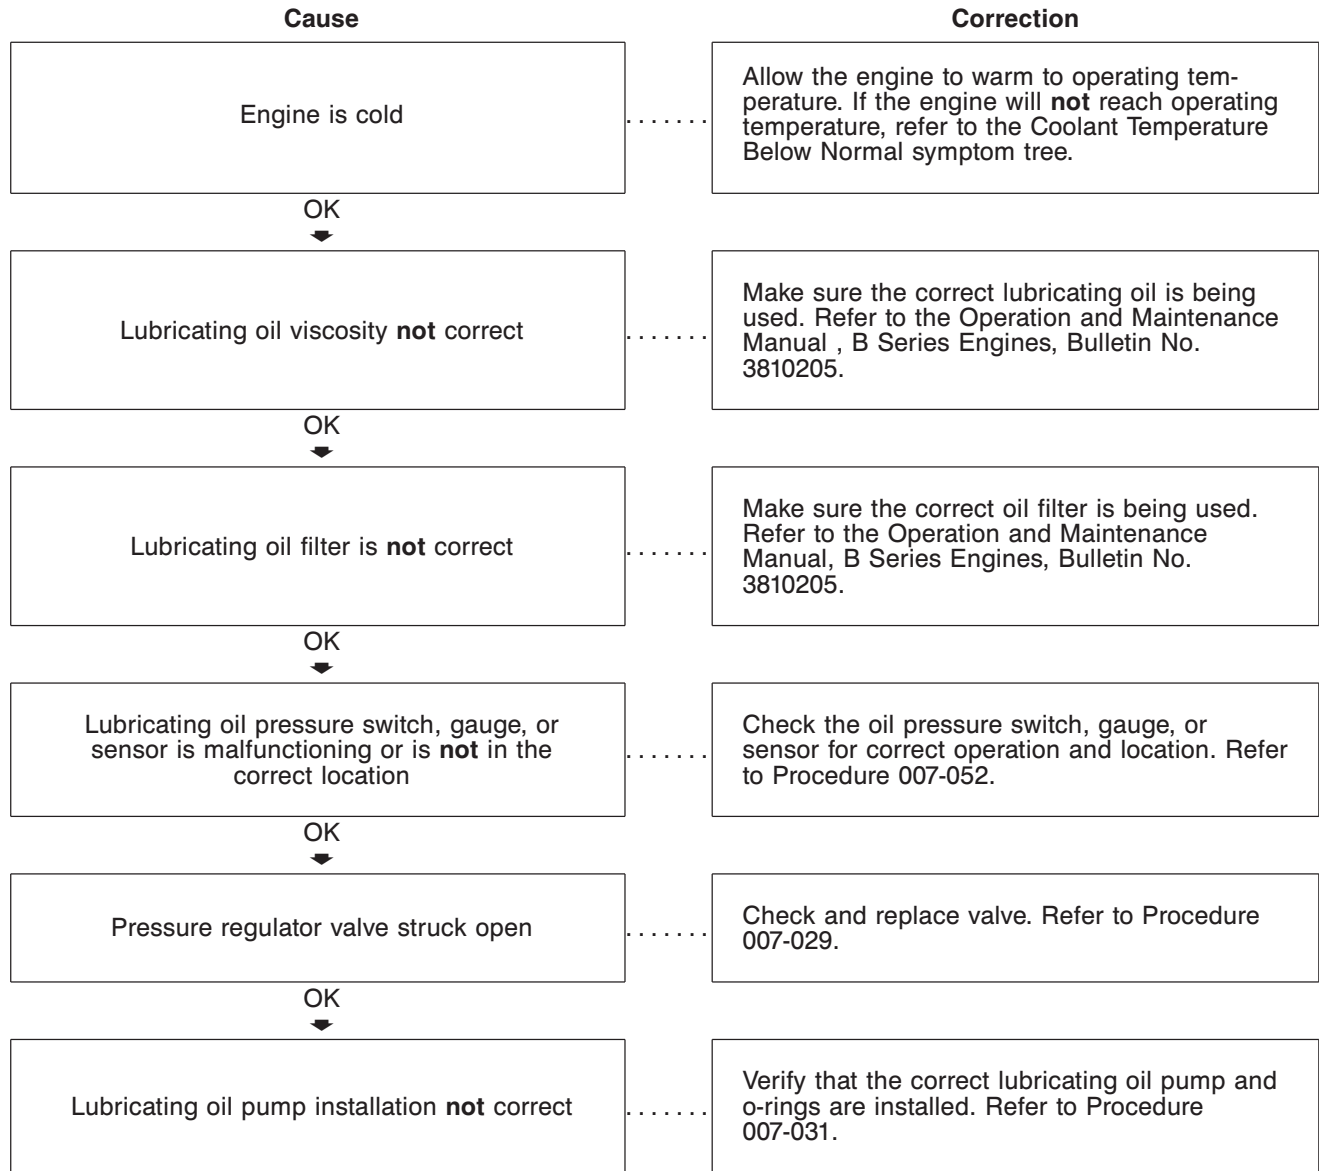 Cause
Correction
Engine is cold
.......
Allow the engine to warm to operating tem-
perature. If the engine will not reach operating
temperature, refer to the Coolant Temperature
Below Normal symptom tree.
OK
Lubricating oil viscosity not correct
.......
Make sure the correct lubricating oil is being
used. Refer to the Operation and Maintenance
Manual , B Series Engines, Bulletin No.
3810205.
OK
Lubricating oil filter is not correct
.......
Make sure the correct oil filter is being used.
Refer to the Operation and Maintenance
Manual, B Series Engines, Bulletin No.
3810205.
OK
Lubricating oil pressure switch, gauge, or
sensor is malfunctioning or is not in the
correct location
.......
Check the oil pressure switch, gauge, or
sensor for correct operation and location. Refer
to Procedure 007-052.
OK
Pressure regulator valve struck open
.......
Check and replace valve. Refer to Procedure
007-029.
OK
Lubricating oil pump installation not correct
.......
Verify that the correct lubricating oil pump and
o-rings are installed. Refer to Procedure
007-031.